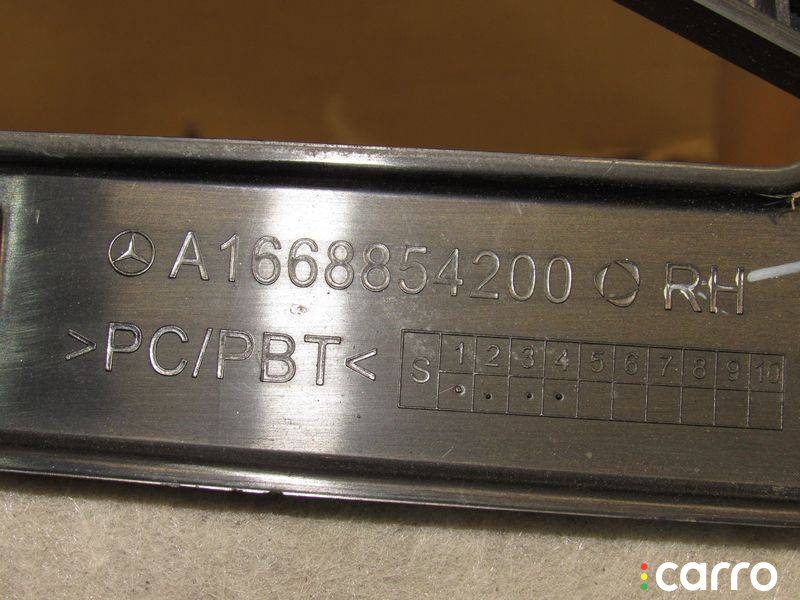 A1668854200 RH
>PC/PBT<
S 1 2 3 4 5 6 7 8 9 10
carro